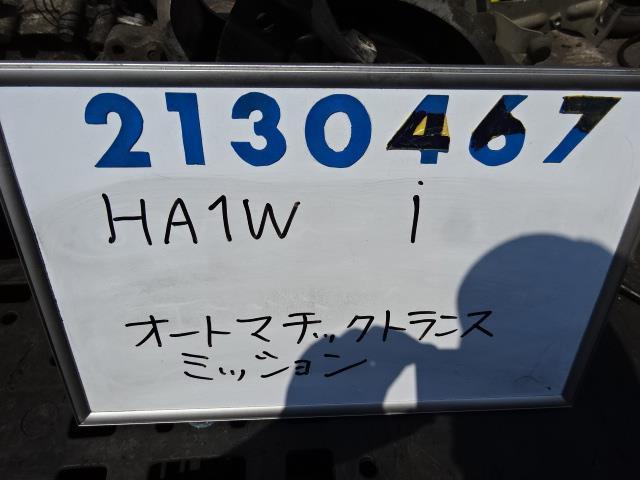 2130467
HA1W i
オートマチックトランス
ミッション